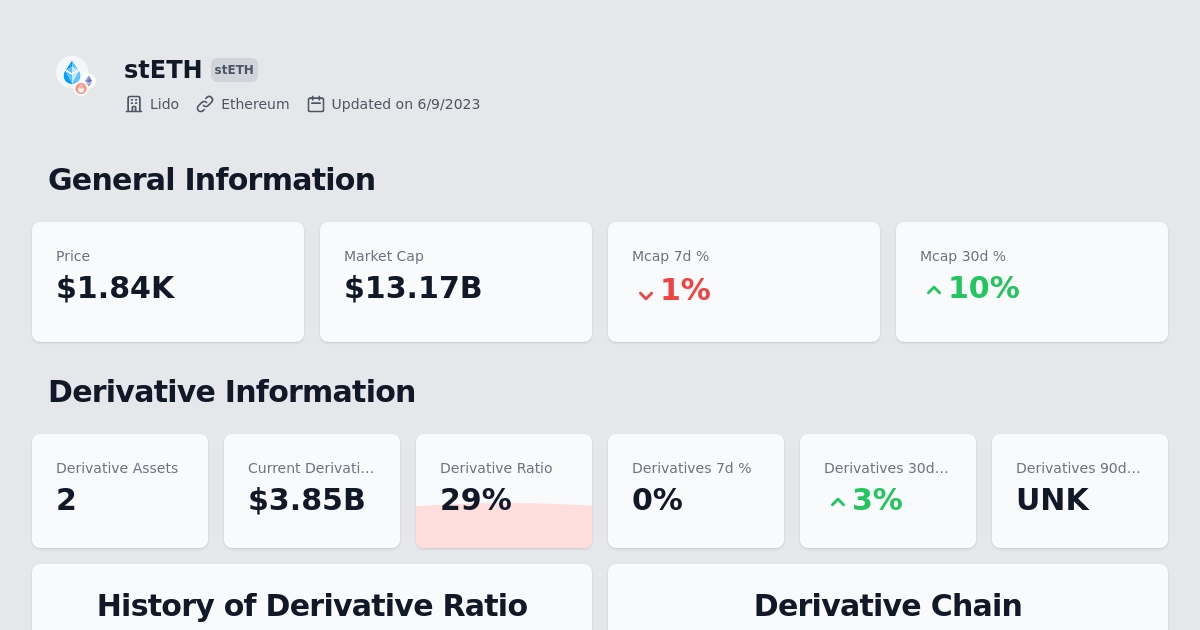 stETH stETH
Lido Ethereum Updated on 6/9/2023
General Information
Price
$1.84K
Market Cap
$13.17B
Mcap 7d %
1%
Mcap 30d %
10%
Derivative Information
Derivative Assets
2
Current Derivati...
$3.85B
Derivative Ratio
29%
Derivatives 7d %
0%
Derivatives 30d...
3%
Derivatives 90d...
UNK
History of Derivative Ratio
Derivative Chain